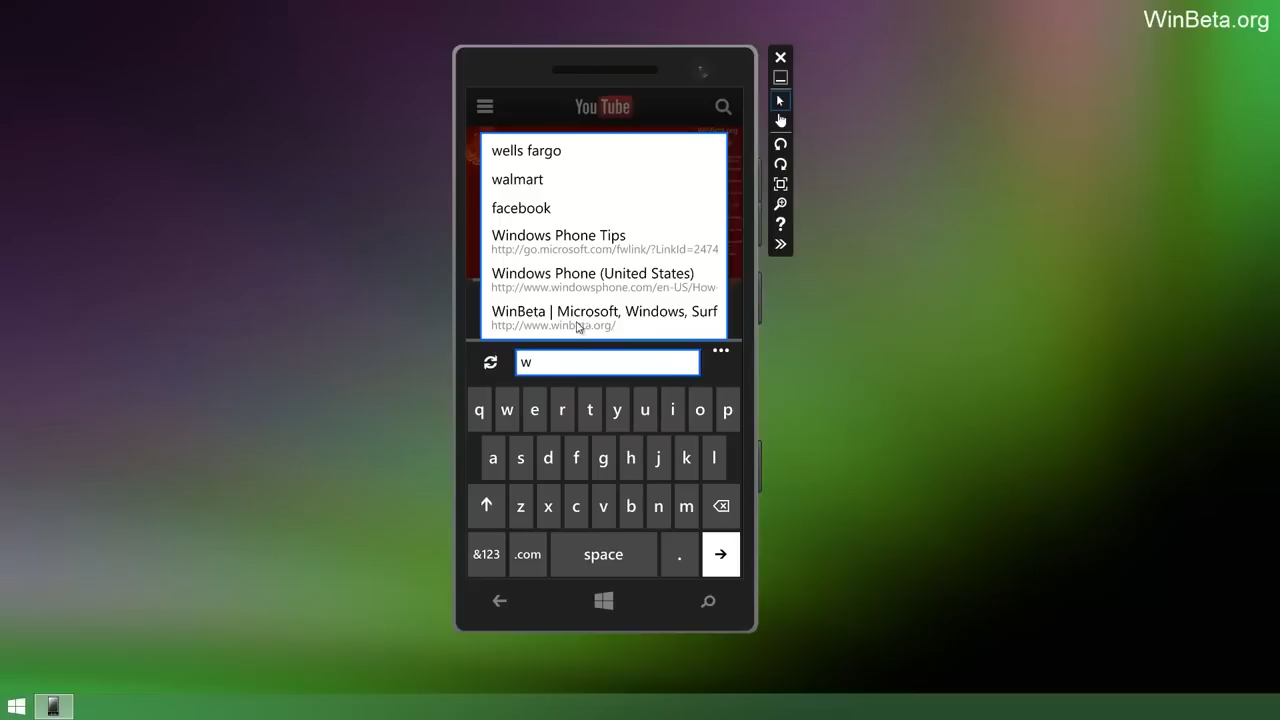 WinBeta.org
You Tube
wells fargo
walmart
facebook
Windows Phone Tips
http://go.microsoft.com/fwlink/?LinkId=2474
Windows Phone (United States)
http://www.windowsphone.com/en-US/How-
WinBeta | Microsoft, Windows, Surf
http://www.winbeta.org/
w
q w e r t y u i o p
a s d f g h j k l
z x c v b n m
&123 .com space .
?